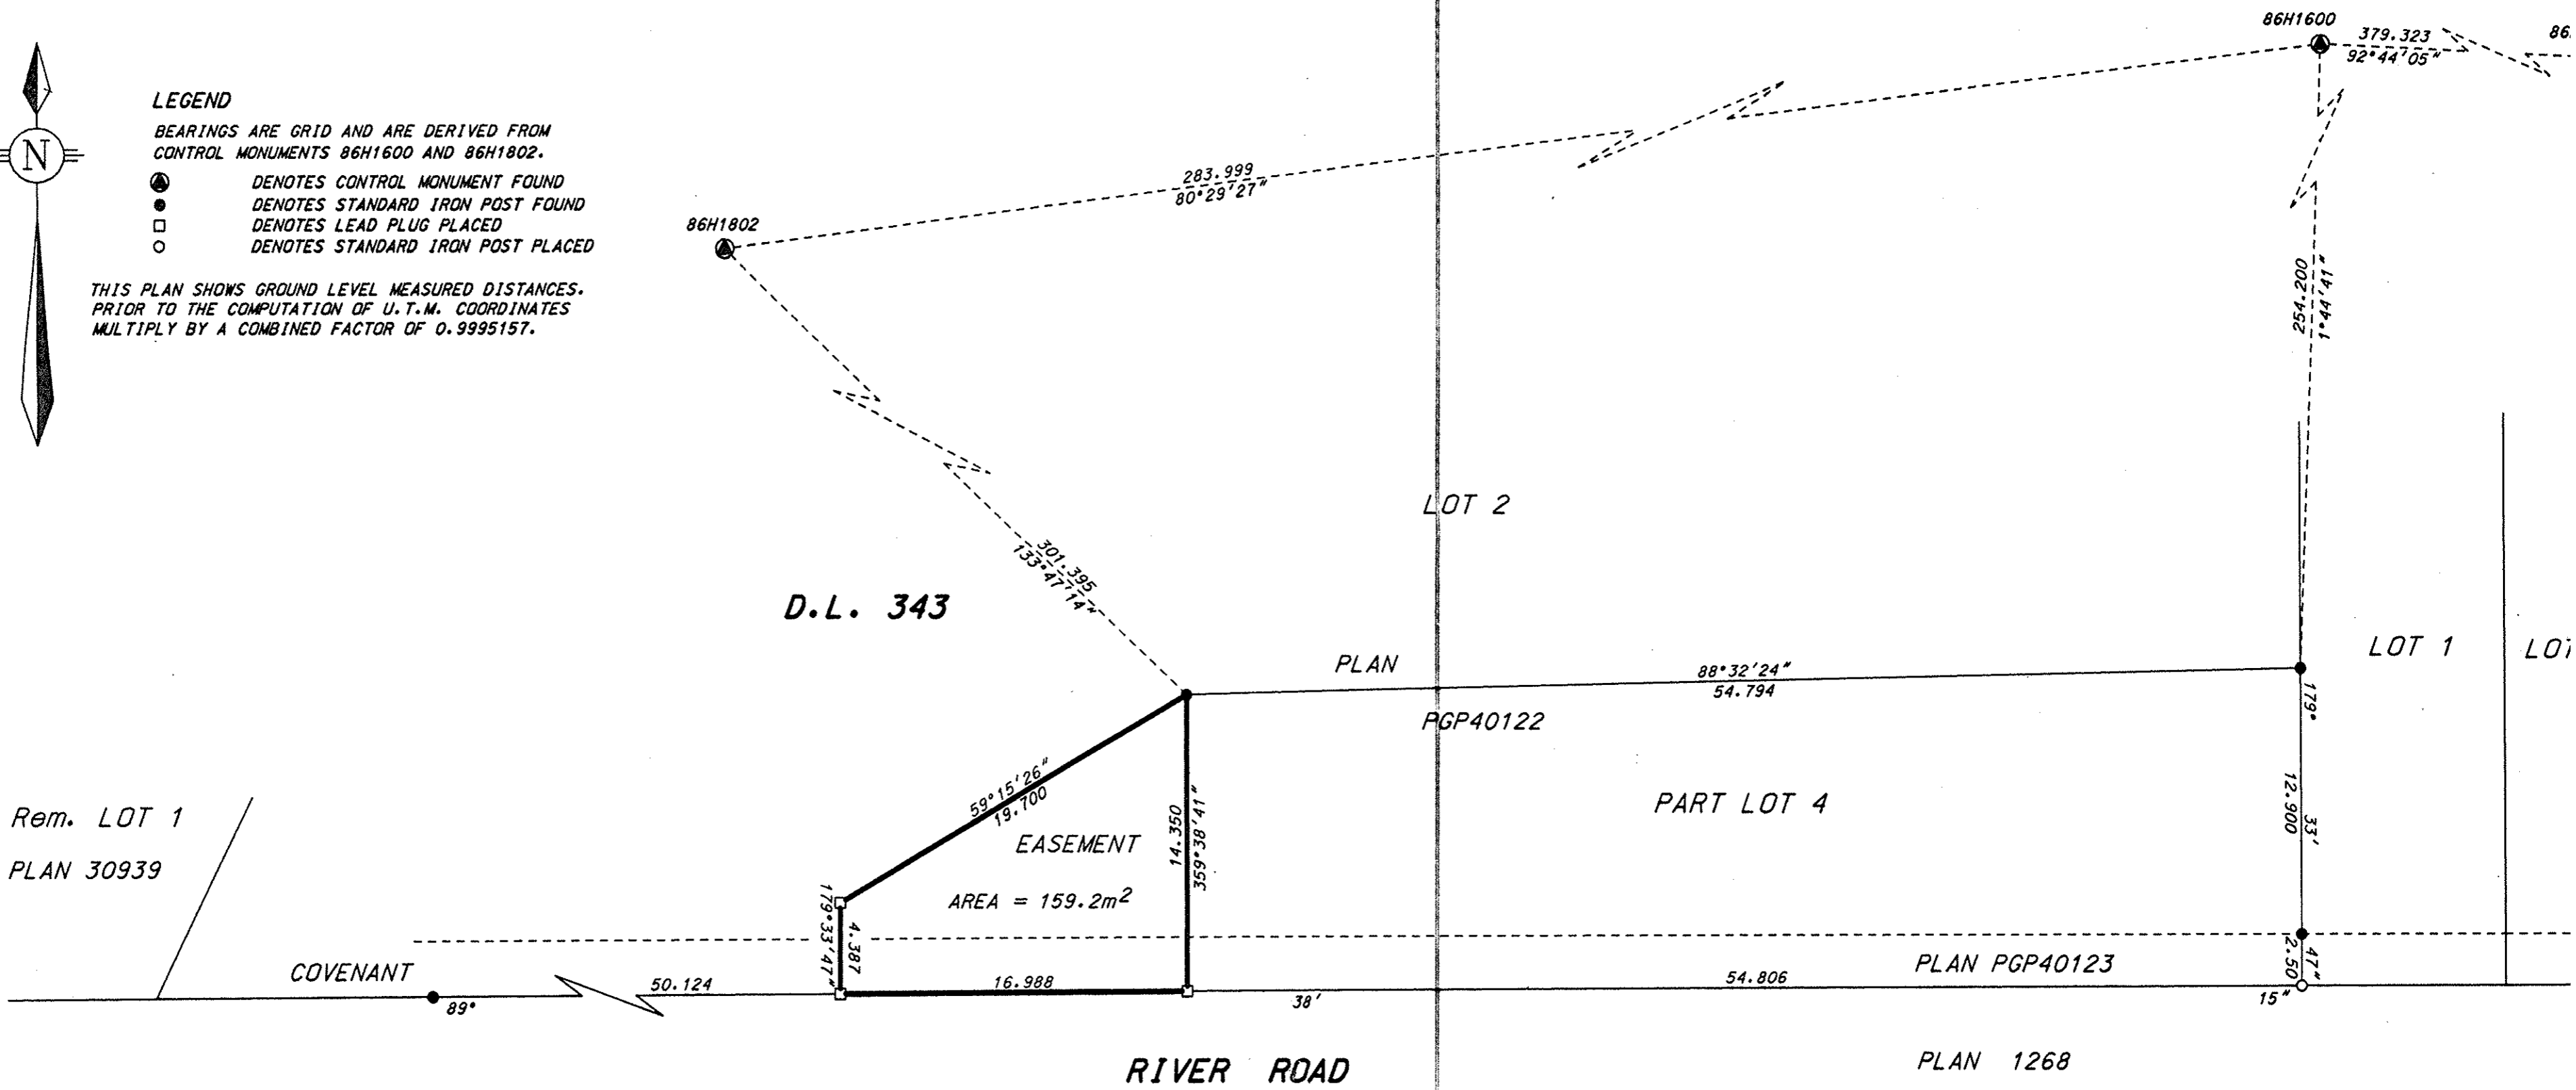 86H1600
379.323
92°44'05"
86
LEGEND
BEARINGS ARE GRID AND ARE DERIVED FROM
CONTROL MONUMENTS 86H1600 AND 86H1802.
DENOTES CONTROL MONUMENT FOUND
DENOTES STANDARD IRON POST FOUND
DENOTES LEAD PLUG PLACED
DENOTES STANDARD IRON POST PLACED
THIS PLAN SHOWS GROUND LEVEL MEASURED DISTANCES.
PRIOR TO THE COMPUTATION OF U.T.M. COORDINATES
MULTIPLY BY A COMBINED FACTOR OF 0.9995157.
N
283.999
80°29'27"
86H1802
254.200
1°44'41"
LOT 2
301.395
133°47'14"
D.L. 343
PLAN
88°32'24"
54.794
PGP40122
LOT 1
LOT
179°
33'
47"
12.900
2.50
59°15'26"
19.700
EASEMENT
14.350
359°38'41"
AREA = 159.2m²
PART LOT 4
Rem. LOT 1
PLAN 30939
179°33'47"
4.387
COVENANT
50.124
16.988
54.806
PLAN PGP40123
89°
38'
15"
RIVER ROAD
PLAN 1268